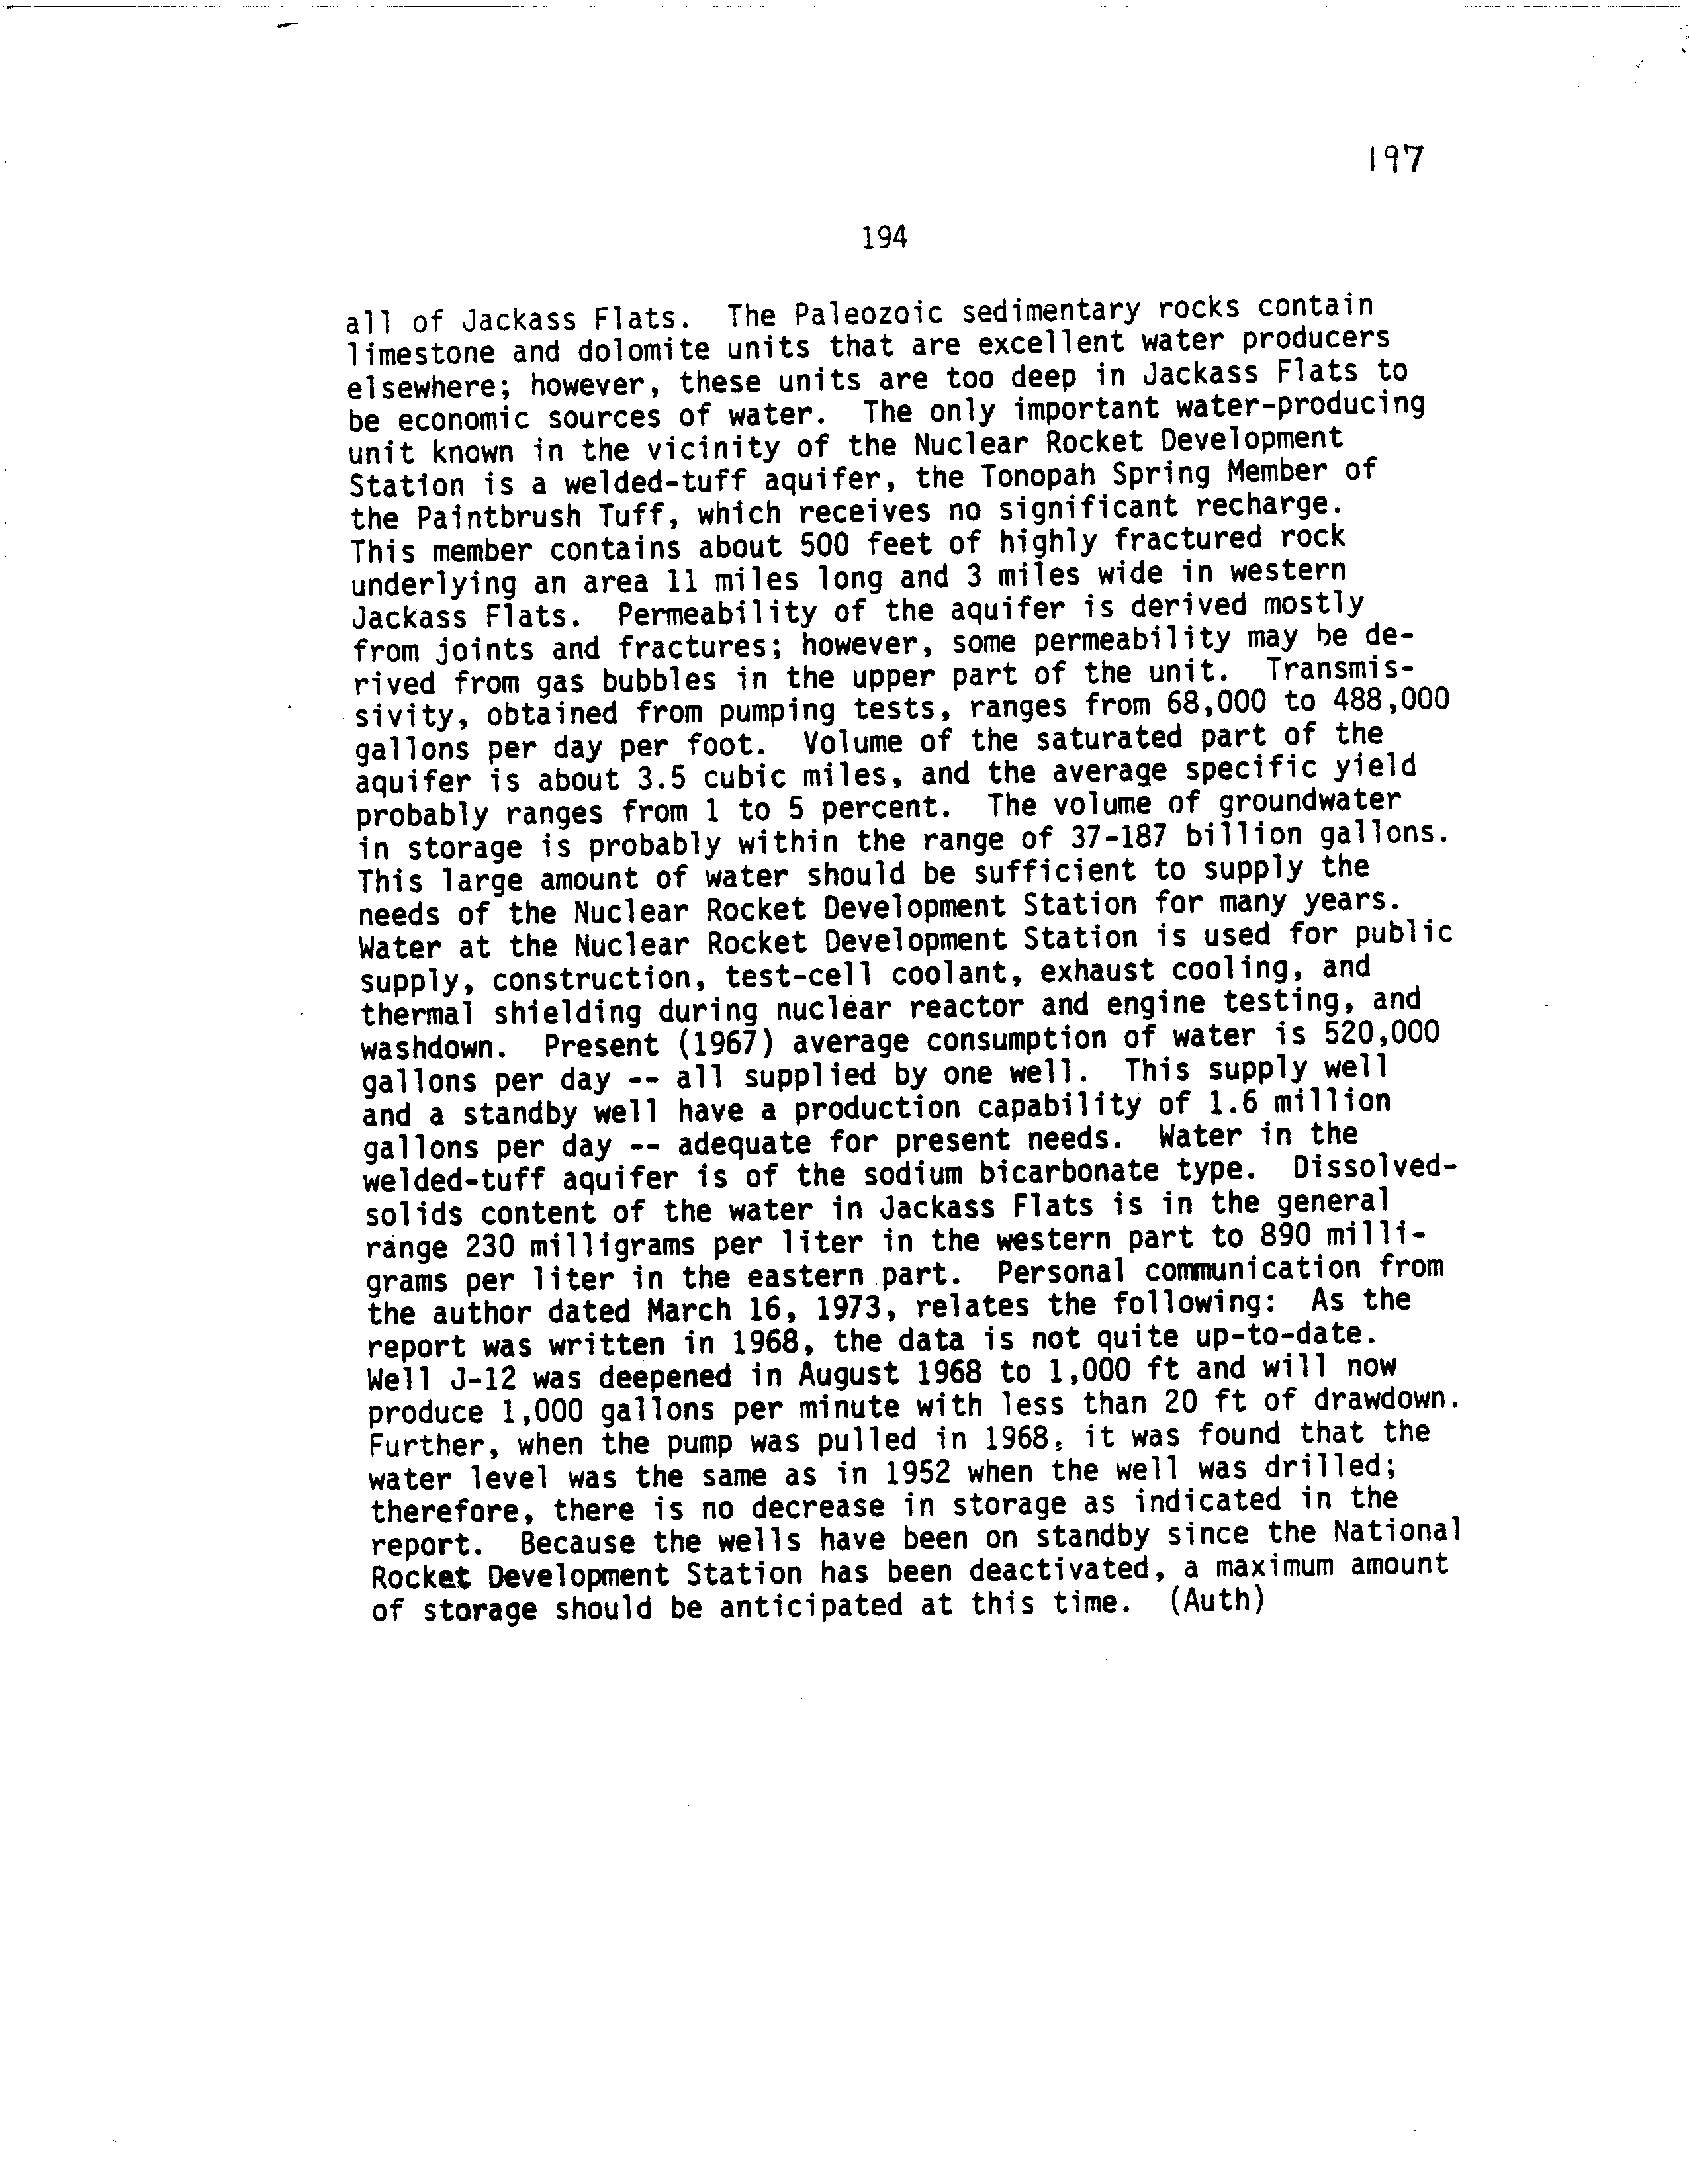 197
194
all of Jackass Flats. The Paleozoic sedimentary rocks contain
limestone and dolomite units that are excellent water producers
elsewhere; however, these units are too deep in Jackass Flats to
be economic sources of water. The only important water-producing
unit known in the vicinity of the Nuclear Rocket Development
Station is a welded-tuff aquifer, the Tonopah Spring Member of
the Paintbrush Tuff, which receives no significant recharge.
This member contains about 500 feet of highly fractured rock
underlying an area 11 miles long and 3 miles wide in western
Jackass Flats. Permeability of the aquifer is derived mostly
from joints and fractures; however, some permeability may be de-
rived from gas bubbles in the upper part of the unit. Transmis-
sivity, obtained from pumping tests, ranges from 68,000 to 488,000
gallons per day per foot. Volume of the saturated part of the
aquifer is about 3.5 cubic miles, and the average specific yield
probably ranges from 1 to 5 percent. The volume of groundwater
in storage is probably within the range of 37-187 billion gallons.
This large amount of water should be sufficient to supply the
needs of the Nuclear Rocket Development Station for many years.
Water at the Nuclear Rocket Development Station is used for public
supply, construction, test-cell coolant, exhaust cooling, and
thermal shielding during nuclear reactor and engine testing, and
washdown. Present (1967) average consumption of water is 520,000
gallons per day -- all supplied by one well. This supply well
and a standby well have a production capability of 1.6 million
gallons per day -- adequate for present needs. Water in the
welded-tuff aquifer is of the sodium bicarbonate type. Dissolved-
solids content of the water in Jackass Flats is in the general
range 230 milligrams per liter in the western part to 890 milli-
grams per liter in the eastern part. Personal communication from
the author dated March 16, 1973, relates the following: As the
report was written in 1968, the data is not quite up-to-date.
Well J-12 was deepened in August 1968 to 1,000 ft and will now
produce 1,000 gallons per minute with less than 20 ft of drawdown.
Further, when the pump was pulled in 1968, it was found that the
water level was the same as in 1952 when the well was drilled;
therefore, there is no decrease in storage as indicated in the
report. Because the wells have been on standby since the National
Rocket Development Station has been deactivated, a maximum amount
of storage should be anticipated at this time. (Auth)